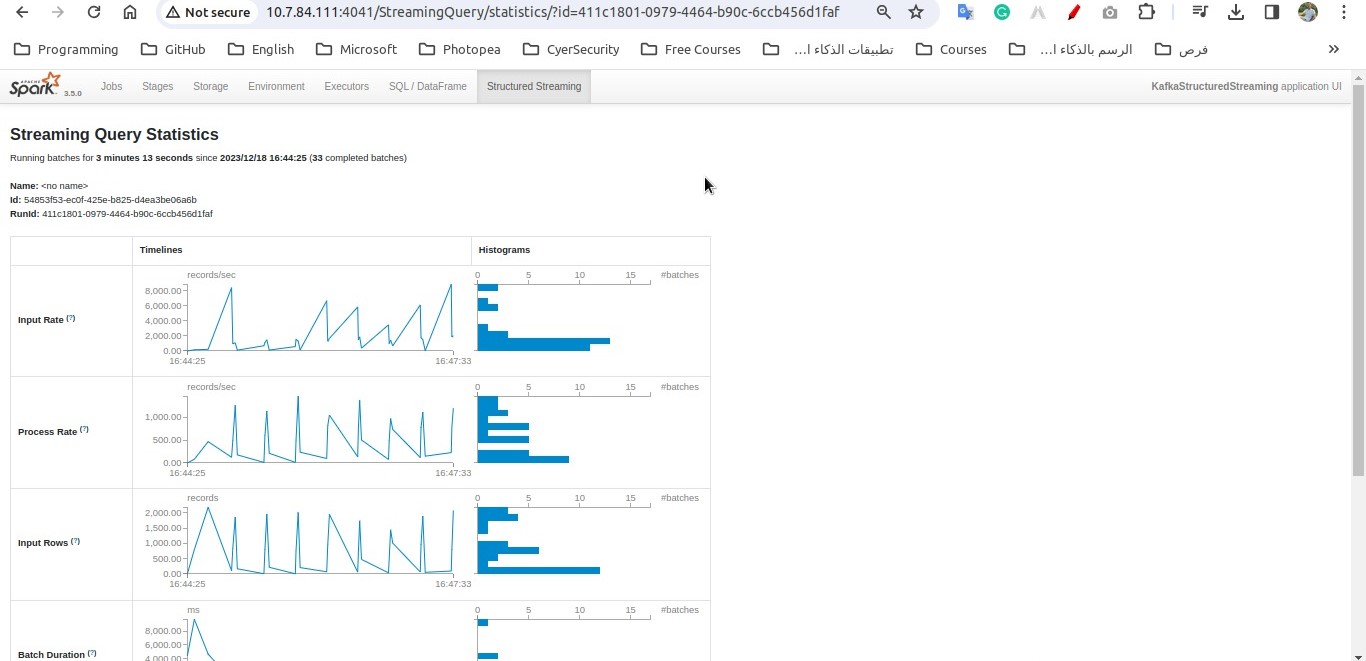 Not secure 10.7.84.111:4041/StreamingQuery/statistics/?id=411c1801-0979-4464-b90c-6ccb456d1faf
Programming GitHub English Microsoft Photopea CyerSecurity Free Courses تطبيقات الذكاء ا... Courses الرسم بالذكاء ا... فرص »
APACHE Spark 3.5.0 Jobs Stages Storage Environment Executors SQL / DataFrame Structured Streaming KafkaStructuredStreaming application UI
Streaming Query Statistics
Running batches for 3 minutes 13 seconds since 2023/12/18 16:44:25 (33 completed batches)
Name: <no name>
Id: 54853f53-ec0f-425e-b825-d4ea3be06a6b
RunId: 411c1801-0979-4464-b90c-6ccb456d1faf
Timelines Histograms
records/sec 0 5 10 15 #batches
8,000.00
6,000.00
Input Rate (?)
4,000.00
2,000.00
0.00
16:44:25 16:47:33
records/sec 0 5 10 15 #batches
1,000.00
Process Rate (?)
500.00
0.00
16:44:25 16:47:33
records 0 5 10 15 #batches
2,000.00
1,500.00
Input Rows (?)
1,000.00
500.00
0.00
16:44:25 16:47:33
ms 0 5 10 15 #batches
8,000.00
6,000.00
Batch Duration (?)
4,000.00